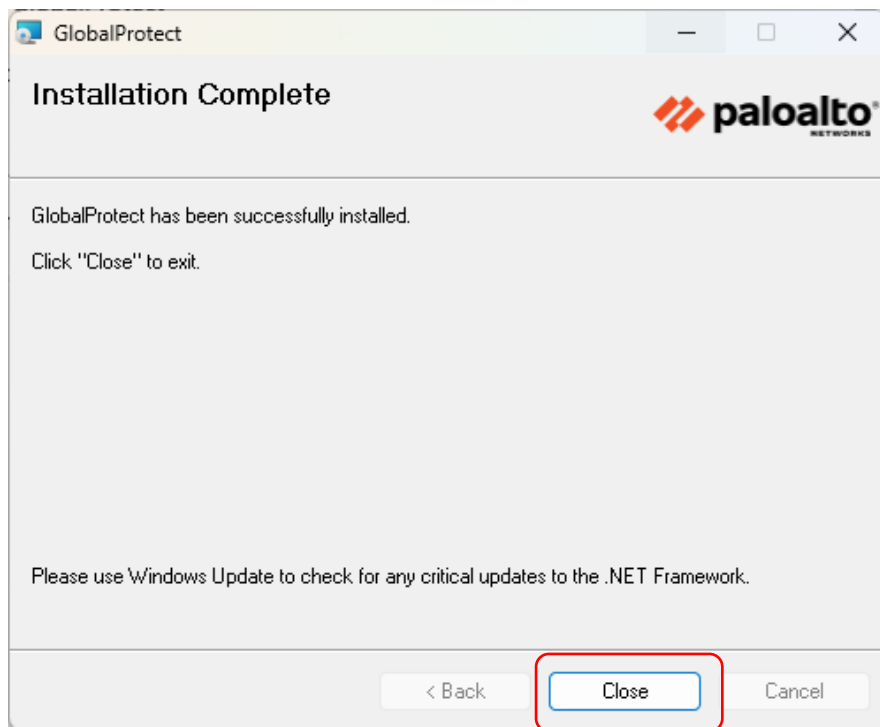 GlobalProtect
Installation Complete
paloalto
NETWORKS
GlobalProtect has been successfully installed.
Click "Close" to exit.
Please use Windows Update to check for any critical updates to the .NET Framework.
< Back
Close
Cancel